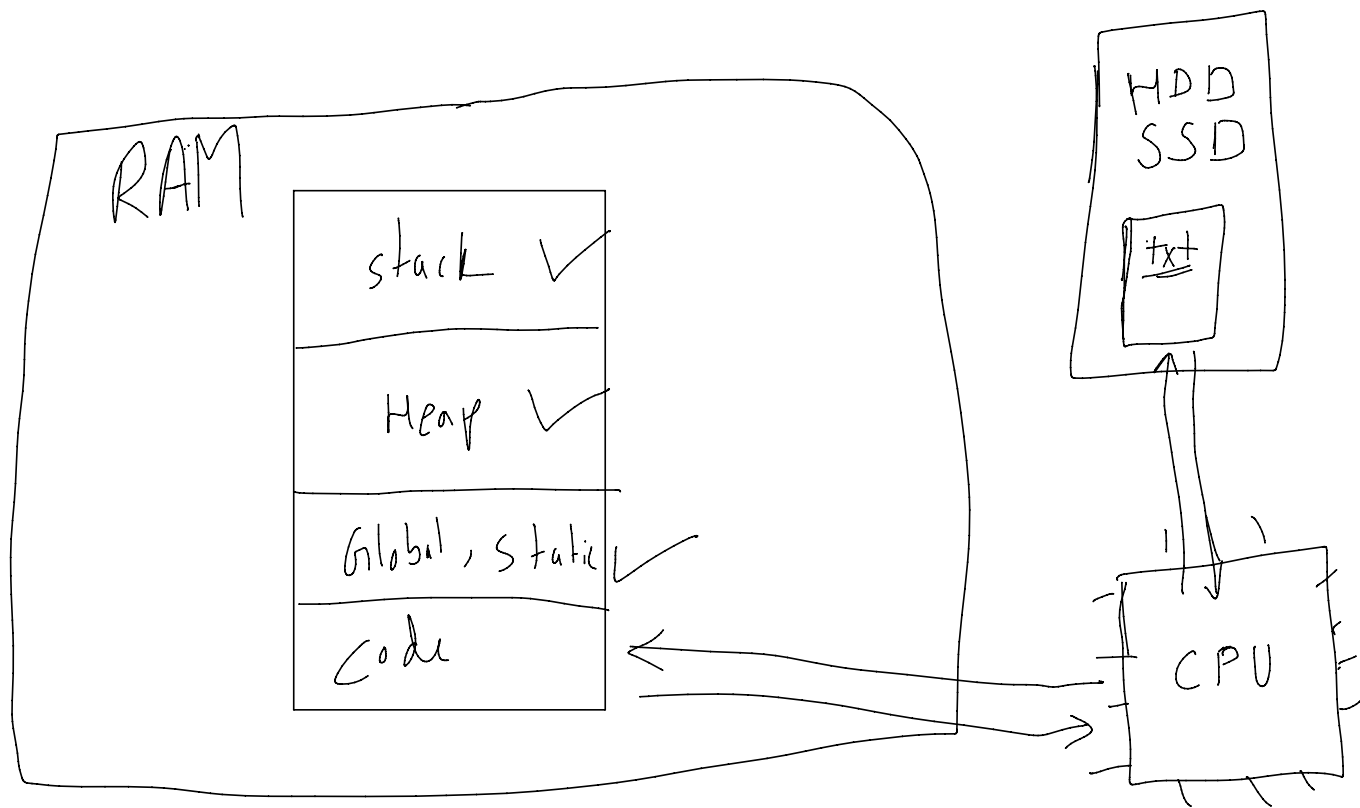 RAM
stack
Heap
Global, static
code
HDD
SSD
txt
CPU